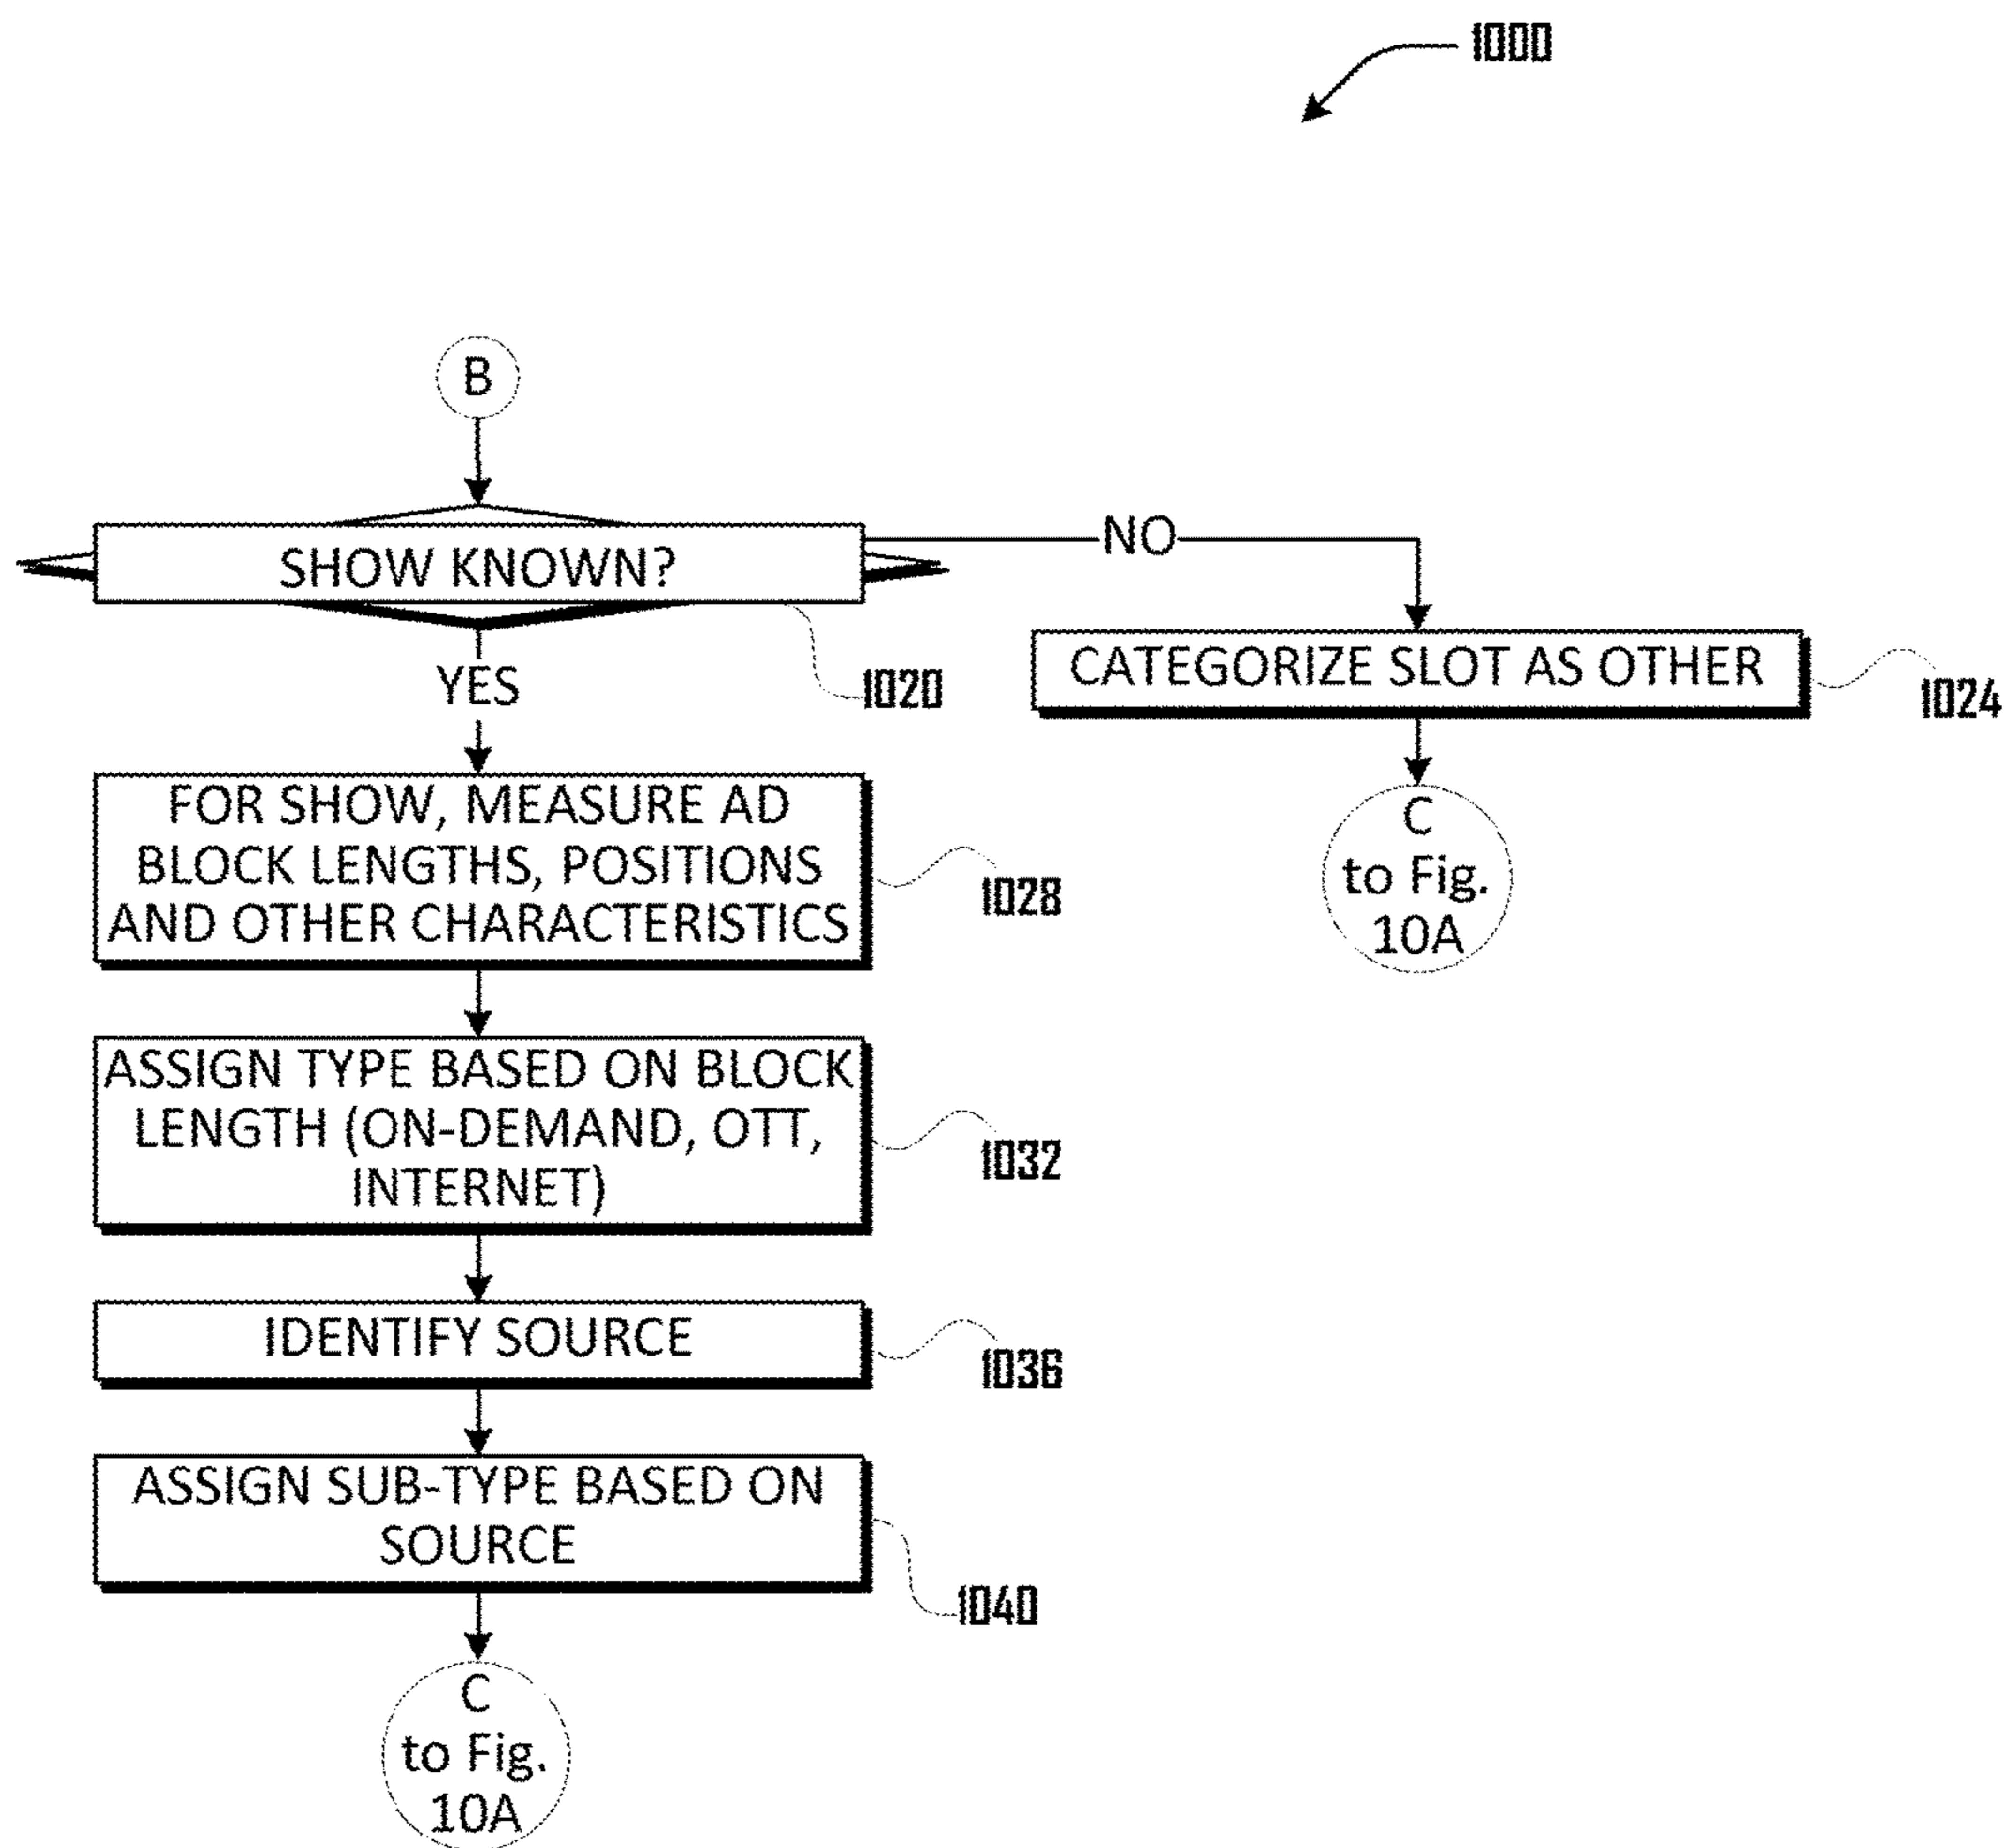 1000
B
SHOW KNOWN?
NO
YES
1020
CATEGORIZE SLOT AS OTHER
1024
FOR SHOW, MEASURE AD
BLOCK LENGTHS, POSITIONS
AND OTHER CHARACTERISTICS
1028
C
to Fig.
10A
ASSIGN TYPE BASED ON BLOCK
LENGTH (ON-DEMAND, OTT,
INTERNET)
1032
IDENTIFY SOURCE
1036
ASSIGN SUB-TYPE BASED ON
SOURCE
1040
C
to Fig.
10A